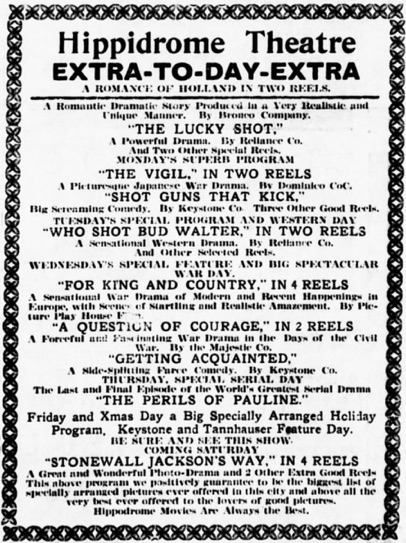 Hippidrome Theatre
EXTRA-TO-DAY-EXTRA
A ROMANCE OF HOLLAND IN TWO REELS.
A Romantic Dramatic Story Produced in a Very Realistic and
Unique Manner. By Bronco Company.
"THE LUCKY SHOT,"
A Powerful Drama. By Reliance Co.
And Two Other Special Reels.
MONDAY'S SUPERB PROGRAM
"THE VIGIL," IN TWO REELS
A Picturesque Japanese War Drama. By Dominico CoC.
"SHOT GUNS THAT KICK,"
Big Screaming Comedy. By Keystone Co. Three Other Good Reels.
TUESDAY'S SPECIAL PROGRAM AND WESTERN DAY
"WHO SHOT BUD WALTER," IN TWO REELS
A Sensational Western Drama. By Reliance Co.
And Other Selected Reels.
WEDNESDAY'S SPECIAL FEATURE AND BIG SPECTACULAR
WAR DAY.
"FOR KING AND COUNTRY," IN 4 REELS
A Sensational War Drama of Modern and Recent Happenings in
Europe, with Scenes of Startling and Realistic Amazement. By Pic-
ture Play House
"A QUESTION OF COURAGE," IN 2 REELS
A Forceful and Fascinating War Drama in the Days of the Civil
War. By the Majestic Co.
"GETTING ACQUAINTED,"
A Side-Splitting Farce Comedy. By Keystone Co.
THURSDAY, SPECIAL SERIAL DAY
The Last and Final Episode of the World's Greatest Serial Drama
"THE PERILS OF PAULINE."
Friday and Xmas Day a Big Specially Arranged Holiday
Program, Keystone and Tannhauser Feature Day.
BE SURE AND SEE THIS SHOW.
COMING SATURDAY
"STONEWALL JACKSON'S WAY," IN 4 REELS
A Great and Wonderful Photo-Drama and 2 Other Extra Good Reels
This above program we positively guarantee to be the biggest list of
specially arranged pictures ever offered in this city and above all the
very best ever offered to the lovers of good pictures.
Hippodrome Movies Are Always the Best.